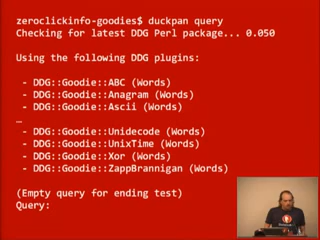 zeroclickinfo-goodies$ duckpan query
Checking for latest DDG Perl package... 0.050
Using the following DDG plugins:
- DDG::Goodie::ABC (Words)
- DDG::Goodie::Anagram (Words)
- DDG::Goodie::Ascii (Words)
…
- DDG::Goodie::Unidecode (Words)
- DDG::Goodie::UnixTime (Words)
- DDG::Goodie::Xor (Words)
- DDG::Goodie::ZappBrannigan (Words)
(Empty query for ending test)
Query: